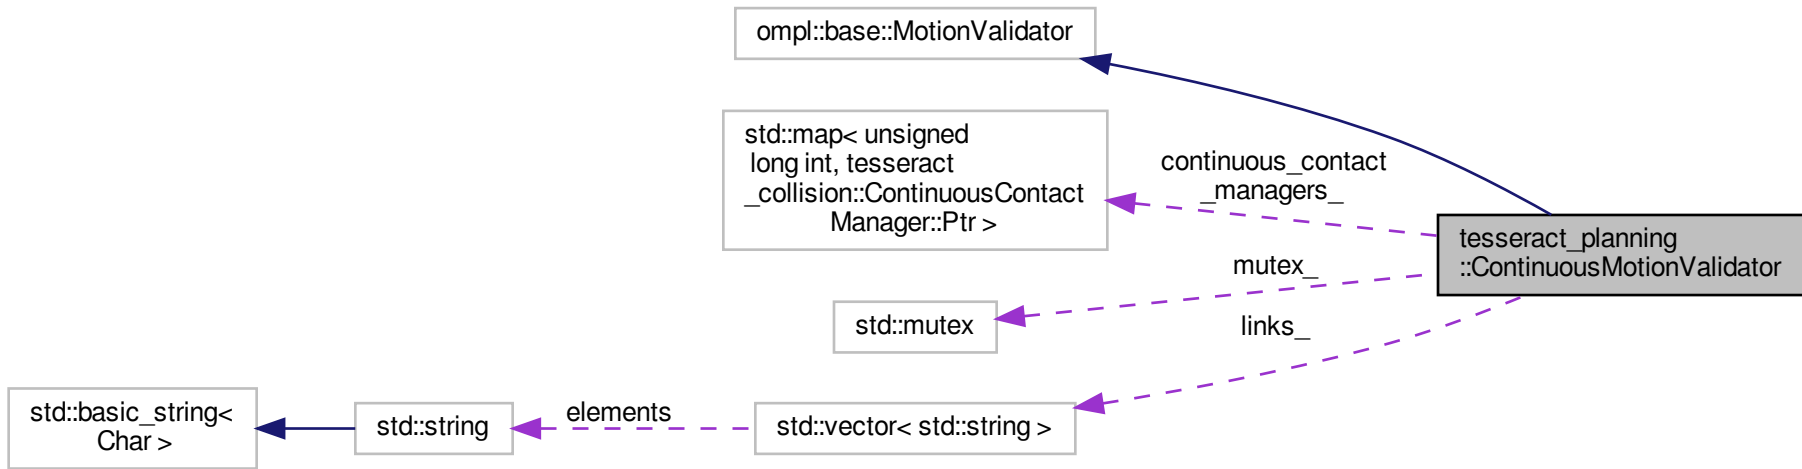 ompl::base::MotionValidator
std::map< unsigned
long int, tesseract
_collision::ContinuousContact
Manager::Ptr >
continuous_contact
_managers_
tesseract_planning
::ContinuousMotionValidator
mutex_
std::mutex
links_
std::basic_string<
Char >
std::string
elements
std::vector< std::string >